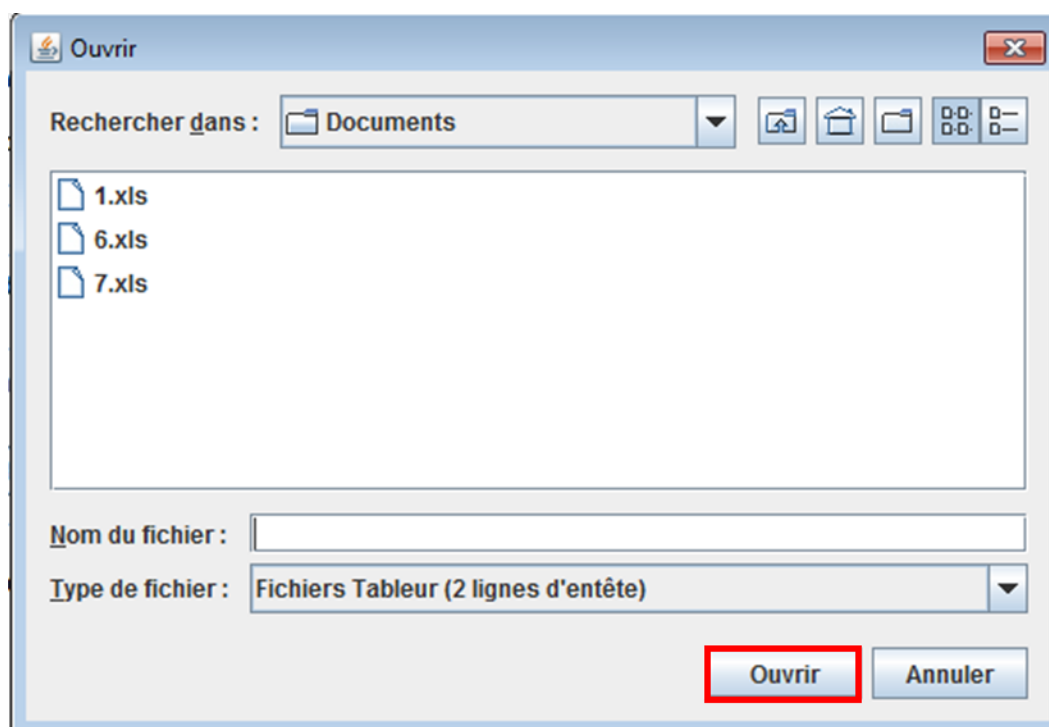 Ouvrir
Rechercher dans :
Documents
1.xls
6.xls
7.xls
Nom du fichier :
Type de fichier :
Fichiers Tableur (2 lignes d'entête)
Ouvrir
Annuler